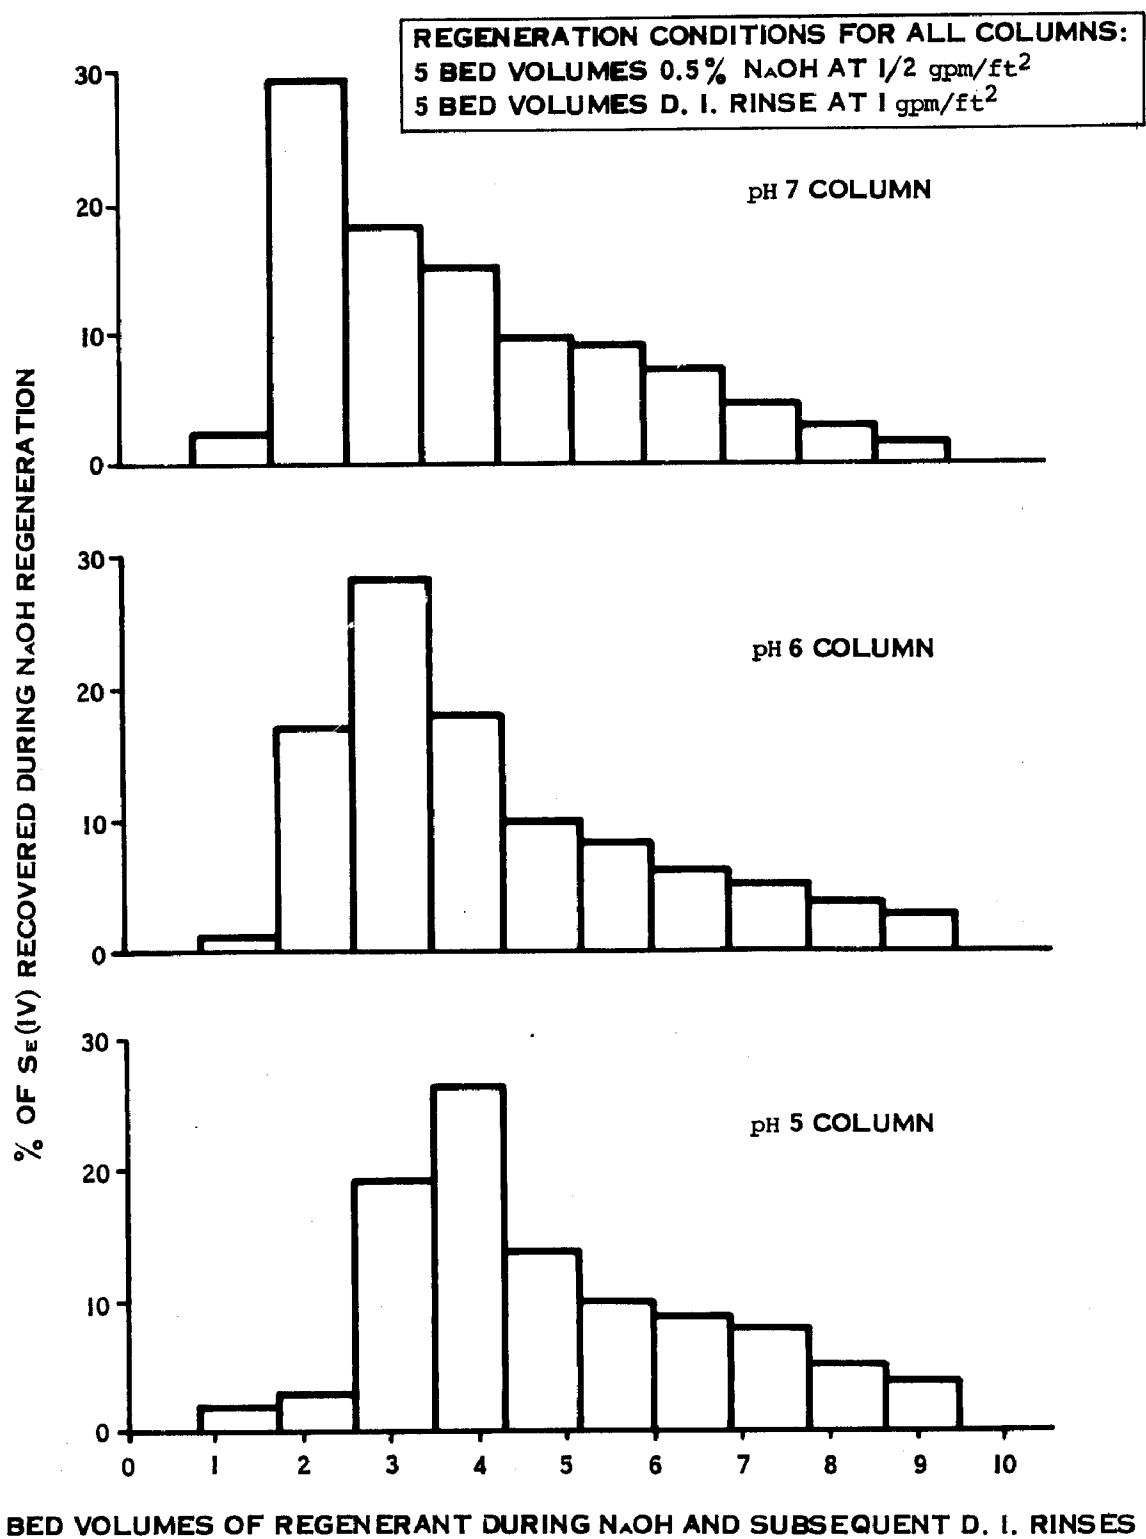 REGENERATION CONDITIONS FOR ALL COLUMNS:
5 BED VOLUMES 0.5% NAOH AT 1/2 gpm/ft²
5 BED VOLUMES D. I. RINSE AT 1 gpm/ft²
30
20
10
0
pH 7 COLUMN
% OF SE(IV) RECOVERED DURING NAOH REGENERATION
30
20
10
0
pH 6 COLUMN
30
20
10
0
pH 5 COLUMN
0 1 2 3 4 5 6 7 8 9 10
BED VOLUMES OF REGENERANT DURING NAOH AND SUBSEQUENT D. I. RINSES